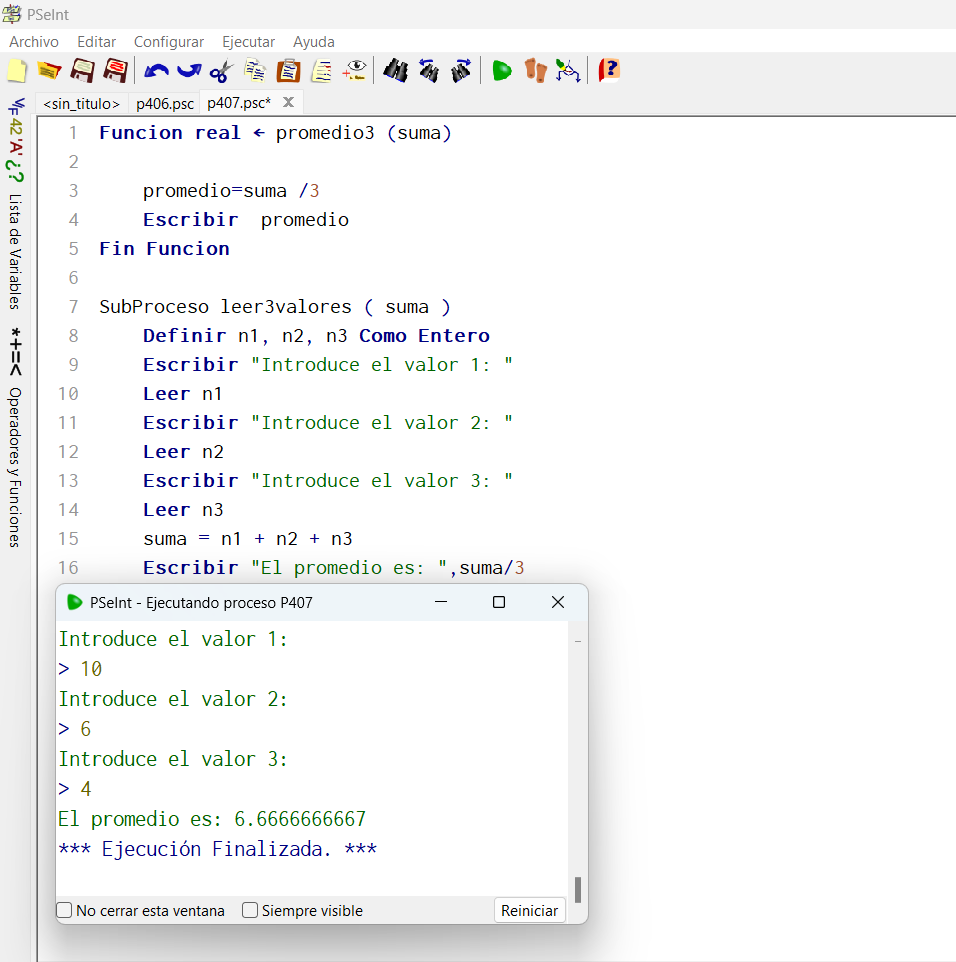 PSeInt
Archivo Editar Configurar Ejecutar Ayuda
<sin_titulo> p406.psc p407.psc*
*+=< Operadores y Funciones
42 'A' ¿? Lista de Variables
1 Funcion real ← promedio3 (suma)
2
3 promedio=suma /3
4 Escribir promedio
5 Fin Funcion
6
7 SubProceso leer3valores ( suma )
8 Definir n1, n2, n3 Como Entero
9 Escribir "Introduce el valor 1: "
10 Leer n1
11 Escribir "Introduce el valor 2: "
12 Leer n2
13 Escribir "Introduce el valor 3: "
14 Leer n3
15 suma = n1 + n2 + n3
16 Escribir "El promedio es: ",suma/3
PSeInt - Ejecutando proceso P407
Introduce el valor 1:
> 10
Introduce el valor 2:
> 6
Introduce el valor 3:
> 4
El promedio es: 6.6666666667
*** Ejecución Finalizada. ***
No cerrar esta ventana Siempre visible Reiniciar